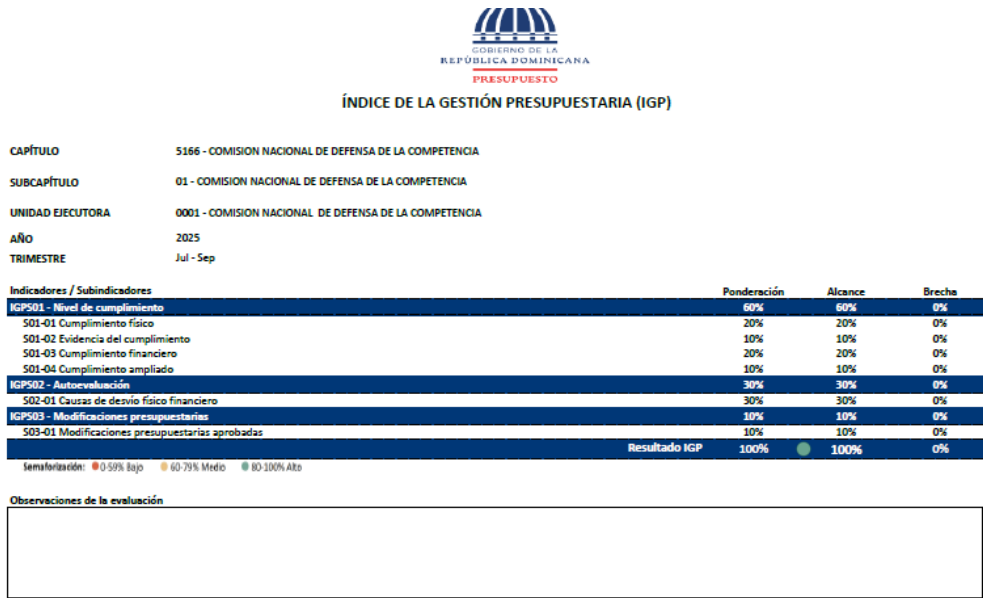 GOBIERNO DE LA
REPÚBLICA DOMINICANA
PRESUPUESTO
ÍNDICE DE LA GESTIÓN PRESUPUESTARIA (IGP)
CAPÍTULO 5166 - COMISION NACIONAL DE DEFENSA DE LA COMPETENCIA
SUBCAPÍTULO 01 - COMISION NACIONAL DE DEFENSA DE LA COMPETENCIA
UNIDAD EJECUTORA 0001 - COMISION NACIONAL DE DEFENSA DE LA COMPETENCIA
AÑO 2025
TRIMESTRE Jul - Sep
Indicadores / Subindicadores Ponderación Alcance Brecha
IGPS01 - Nivel de cumplimiento 60% 60% 0%
S01-01 Cumplimiento físico 20% 20% 0%
S01-02 Evidencia del cumplimiento 10% 10% 0%
S01-03 Cumplimiento financiero 20% 20% 0%
S01-04 Cumplimiento ampliado 10% 10% 0%
IGPS02 - Autoevaluación 30% 30% 0%
S02-01 Causas de desvío físico financiero 30% 30% 0%
IGPS03 - Modificaciones presupuestarias 10% 10% 0%
S03-01 Modificaciones presupuestarias aprobadas 10% 10% 0%
Resultado IGP 100% 100% 0%
Semaforización: 0-59% Bajo 60-79% Medio 80-100% Alto
Observaciones de la evaluación